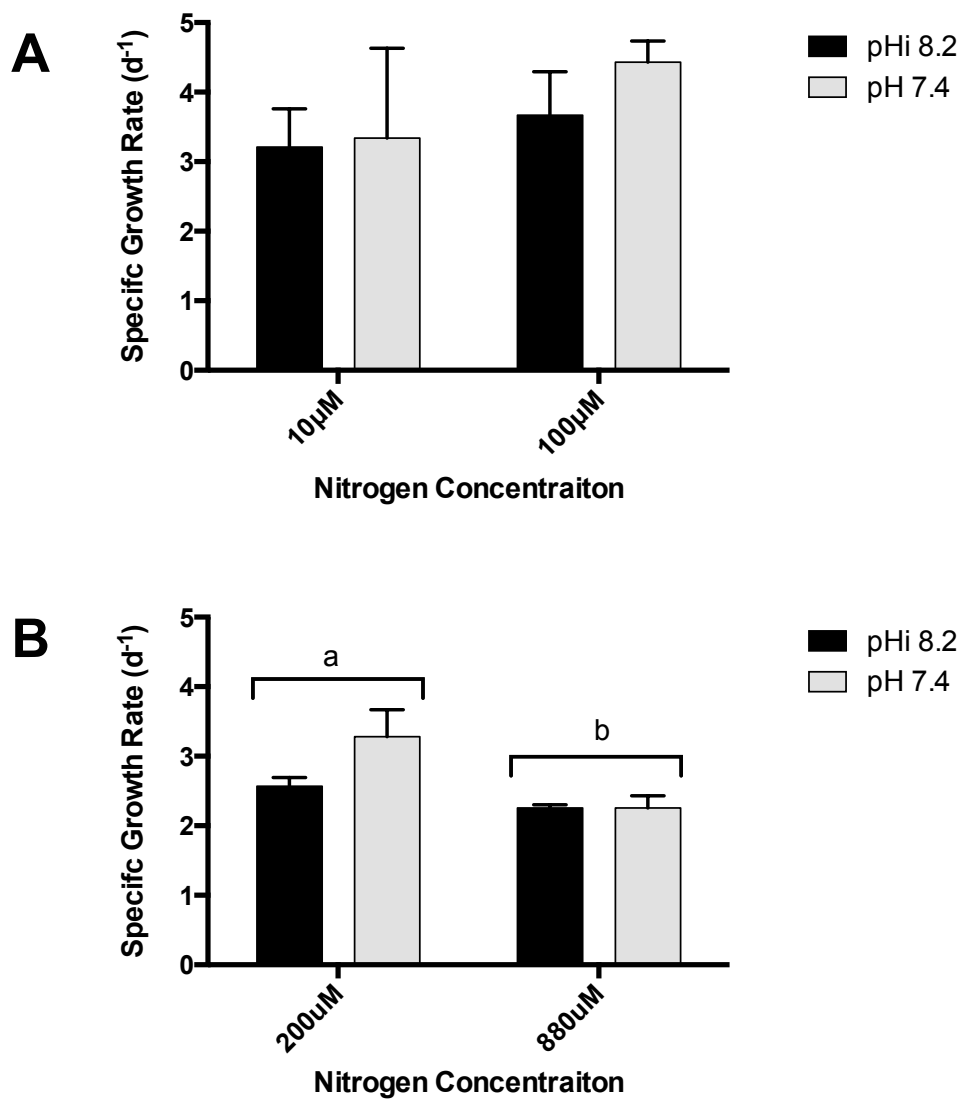 A
Specifc Growth Rate (d-1)
5
4
3
2
1
0
10µM
100µM
Nitrogen Concentraiton
pHi 8.2
pH 7.4
B
Specifc Growth Rate (d-1)
5
4
3
2
1
0
a
b
200uM
880uM
Nitrogen Concentraiton
pHi 8.2
pH 7.4